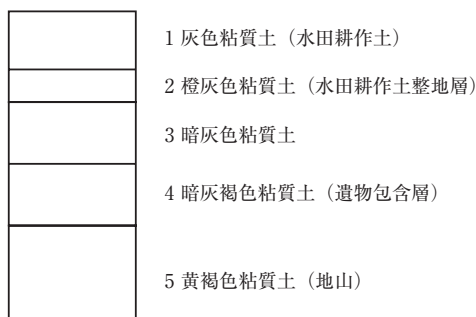 1 灰色粘質土（水田耕作土）
2 橙灰色粘質土（水田耕作土整地層）
3 暗灰色粘質土
4 暗灰褐色粘質土（遺物包含層）
5 黄褐色粘質土（地山）